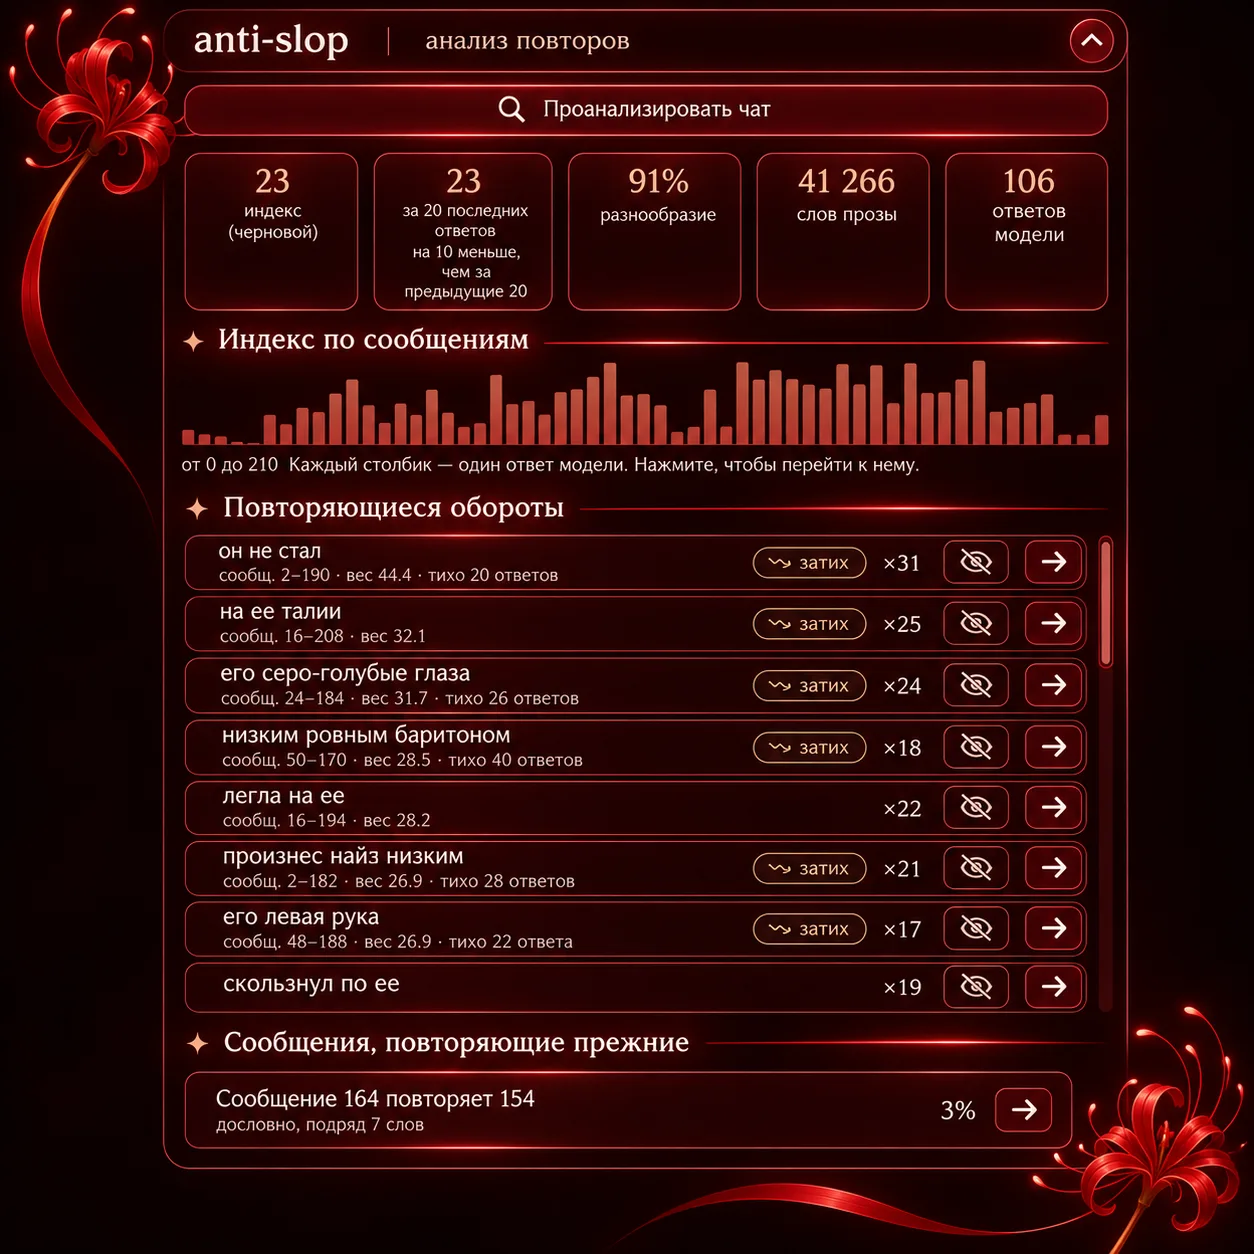 anti-slop
анализ повторов
Проанализировать чат
23
индекс
(черновой)
23
за 20 последних
ответов
на 10 меньше,
чем за
предыдущие 20
91%
разнообразие
41 266
слов прозы
106
ответов
модели
Индекс по сообщениям
от 0 до 210 Каждый столбик — один ответ модели. Нажмите, чтобы перейти к нему.
Повторяющиеся обороты
он не стал
сообщ. 2–190 · вес 44.4 · тихо 20 ответов
затих ×31
на ее талии
сообщ. 16–208 · вес 32.1
затих ×25
его серо-голубые глаза
сообщ. 24–184 · вес 31.7 · тихо 26 ответов
затих ×24
низким ровным баритоном
сообщ. 50–170 · вес 28.5 · тихо 40 ответов
затих ×18
легла на ее
сообщ. 16–194 · вес 28.2
×22
произнес найз низким
сообщ. 2–182 · вес 26.9 · тихо 28 ответов
затих ×21
его левая рука
сообщ. 48–188 · вес 26.9 · тихо 22 ответа
затих ×17
скользнул по ее
×19
Сообщения, повторяющие прежние
Сообщение 164 повторяет 154
дословно, подряд 7 слов
3%